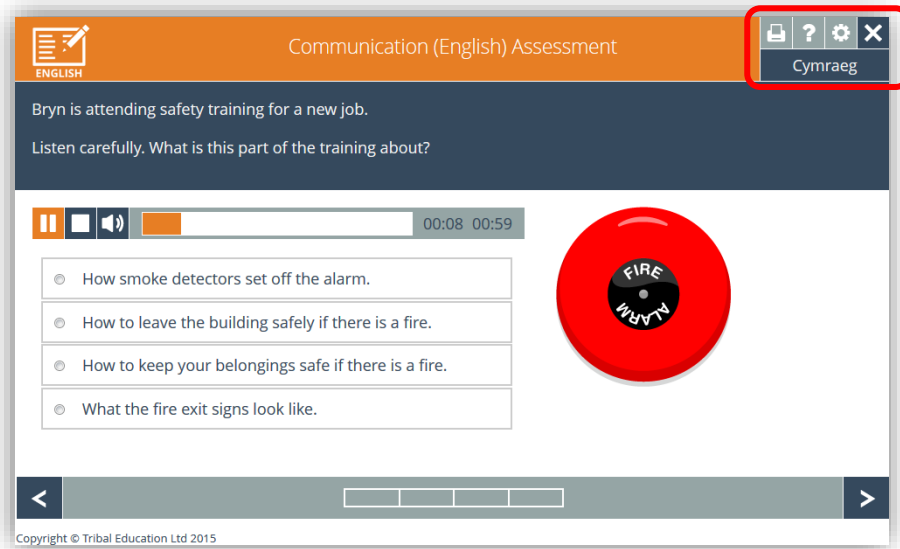 Communication (English) Assessment
ENGLISH
?
Cymraeg
Bryn is attending safety training for a new job.
Listen carefully. What is this part of the training about?
00:08 00:59
How smoke detectors set off the alarm.
How to leave the building safely if there is a fire.
How to keep your belongings safe if there is a fire.
What the fire exit signs look like.
FIRE
ALARM
Copyright © Tribal Education Ltd 2015